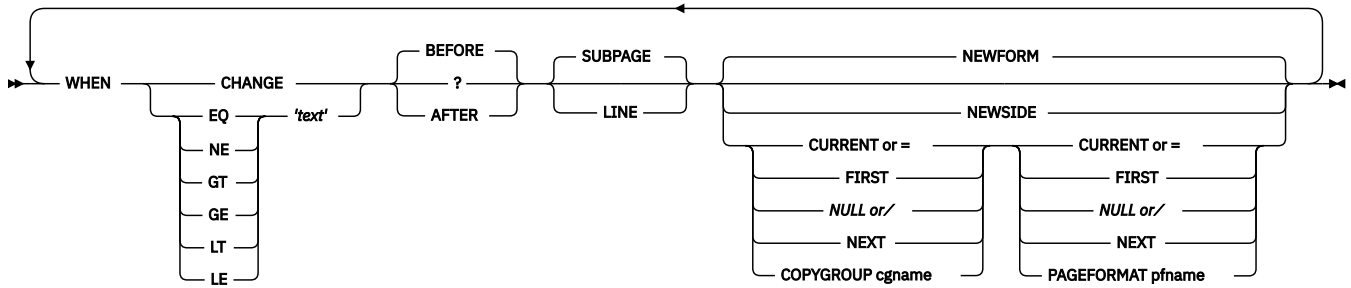 BEFORE SUBPAGE NEWFORM
WHEN CHANGE ? NEWSIDE
EQ 'text' AFTER LINE
NE CURRENT or = CURRENT or =
GT FIRST FIRST
GE NULL or/ NULL or/
LT NEXT NEXT
LE COPYGROUP cgname PAGEFORMAT pfname